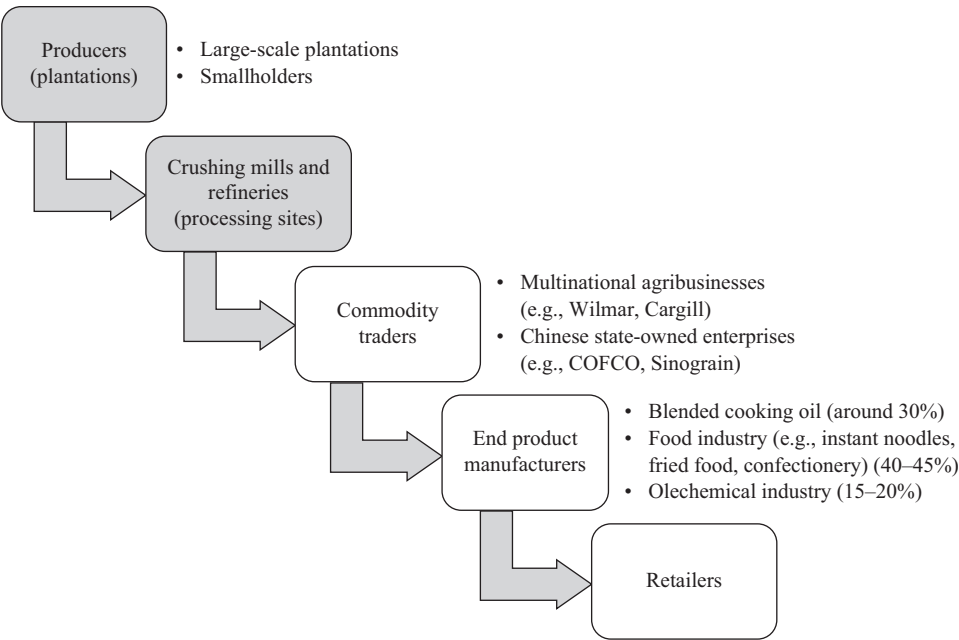 Producers
(plantations)
• Large-scale plantations
• Smallholders
Crushing mills and
refineries
(processing sites)
Commodity
traders
• Multinational agribusinesses
(e.g., Wilmar, Cargill)
• Chinese state-owned enterprises
(e.g., COFCO, Sinograin)
End product
manufacturers
• Blended cooking oil (around 30%)
• Food industry (e.g., instant noodles,
fried food, confectionery) (40–45%)
• Olechemical industry (15–20%)
Retailers